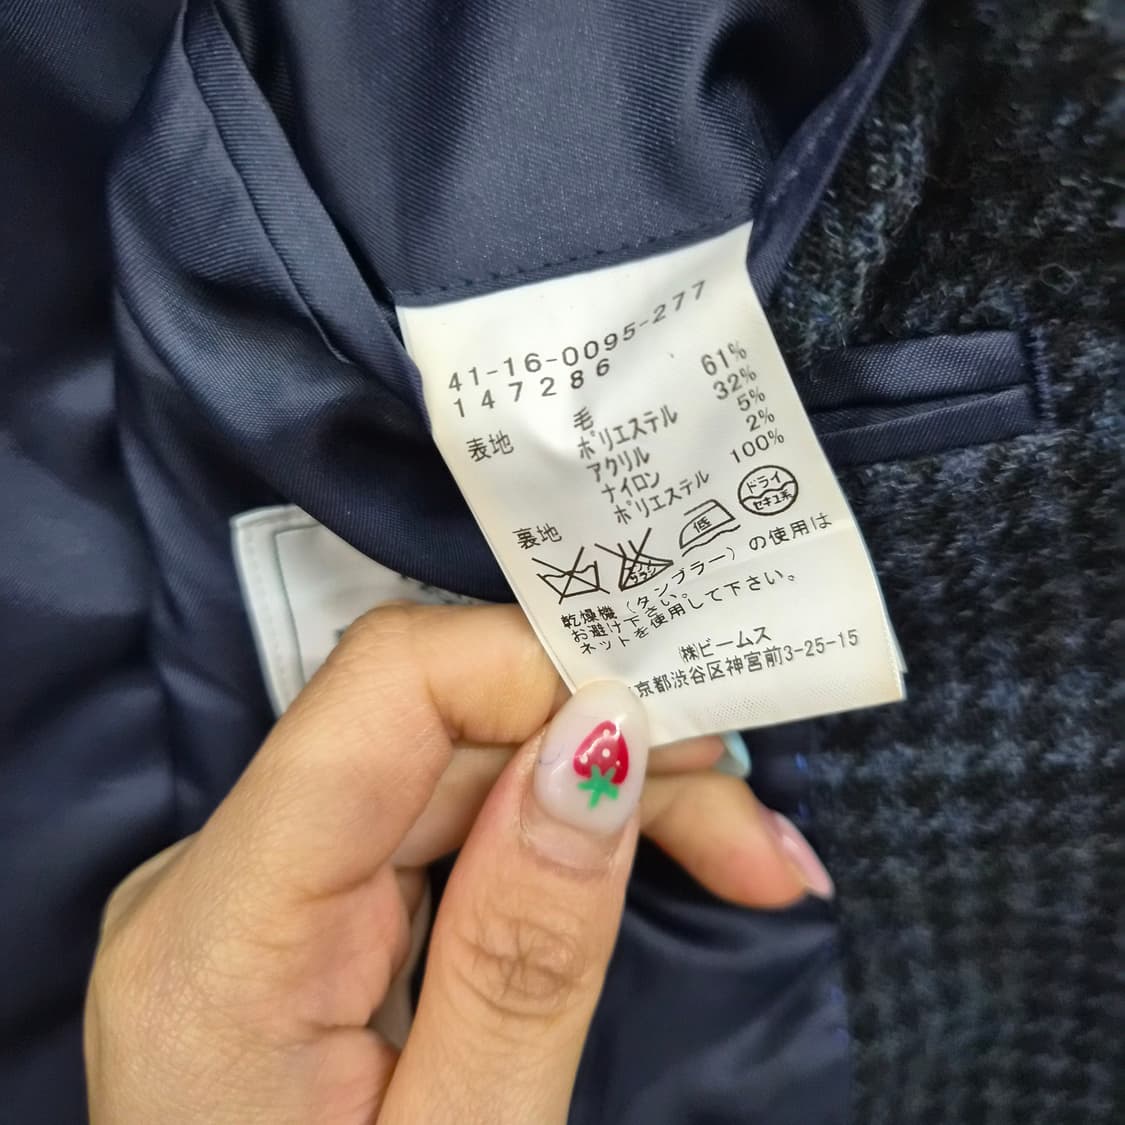 41-16-0095-277
147286
表地 毛 61%
ポリエステル 32%
アクリル 5%
ナイロン 2%
裏地 ポリエステル 100%
低 ドライ セキユ系
乾燥機(タンブラー)の使用は
お避け下さい。
ネットを使用して下さい。
㈱ビームス
京都渋谷区神宮前3-25-15